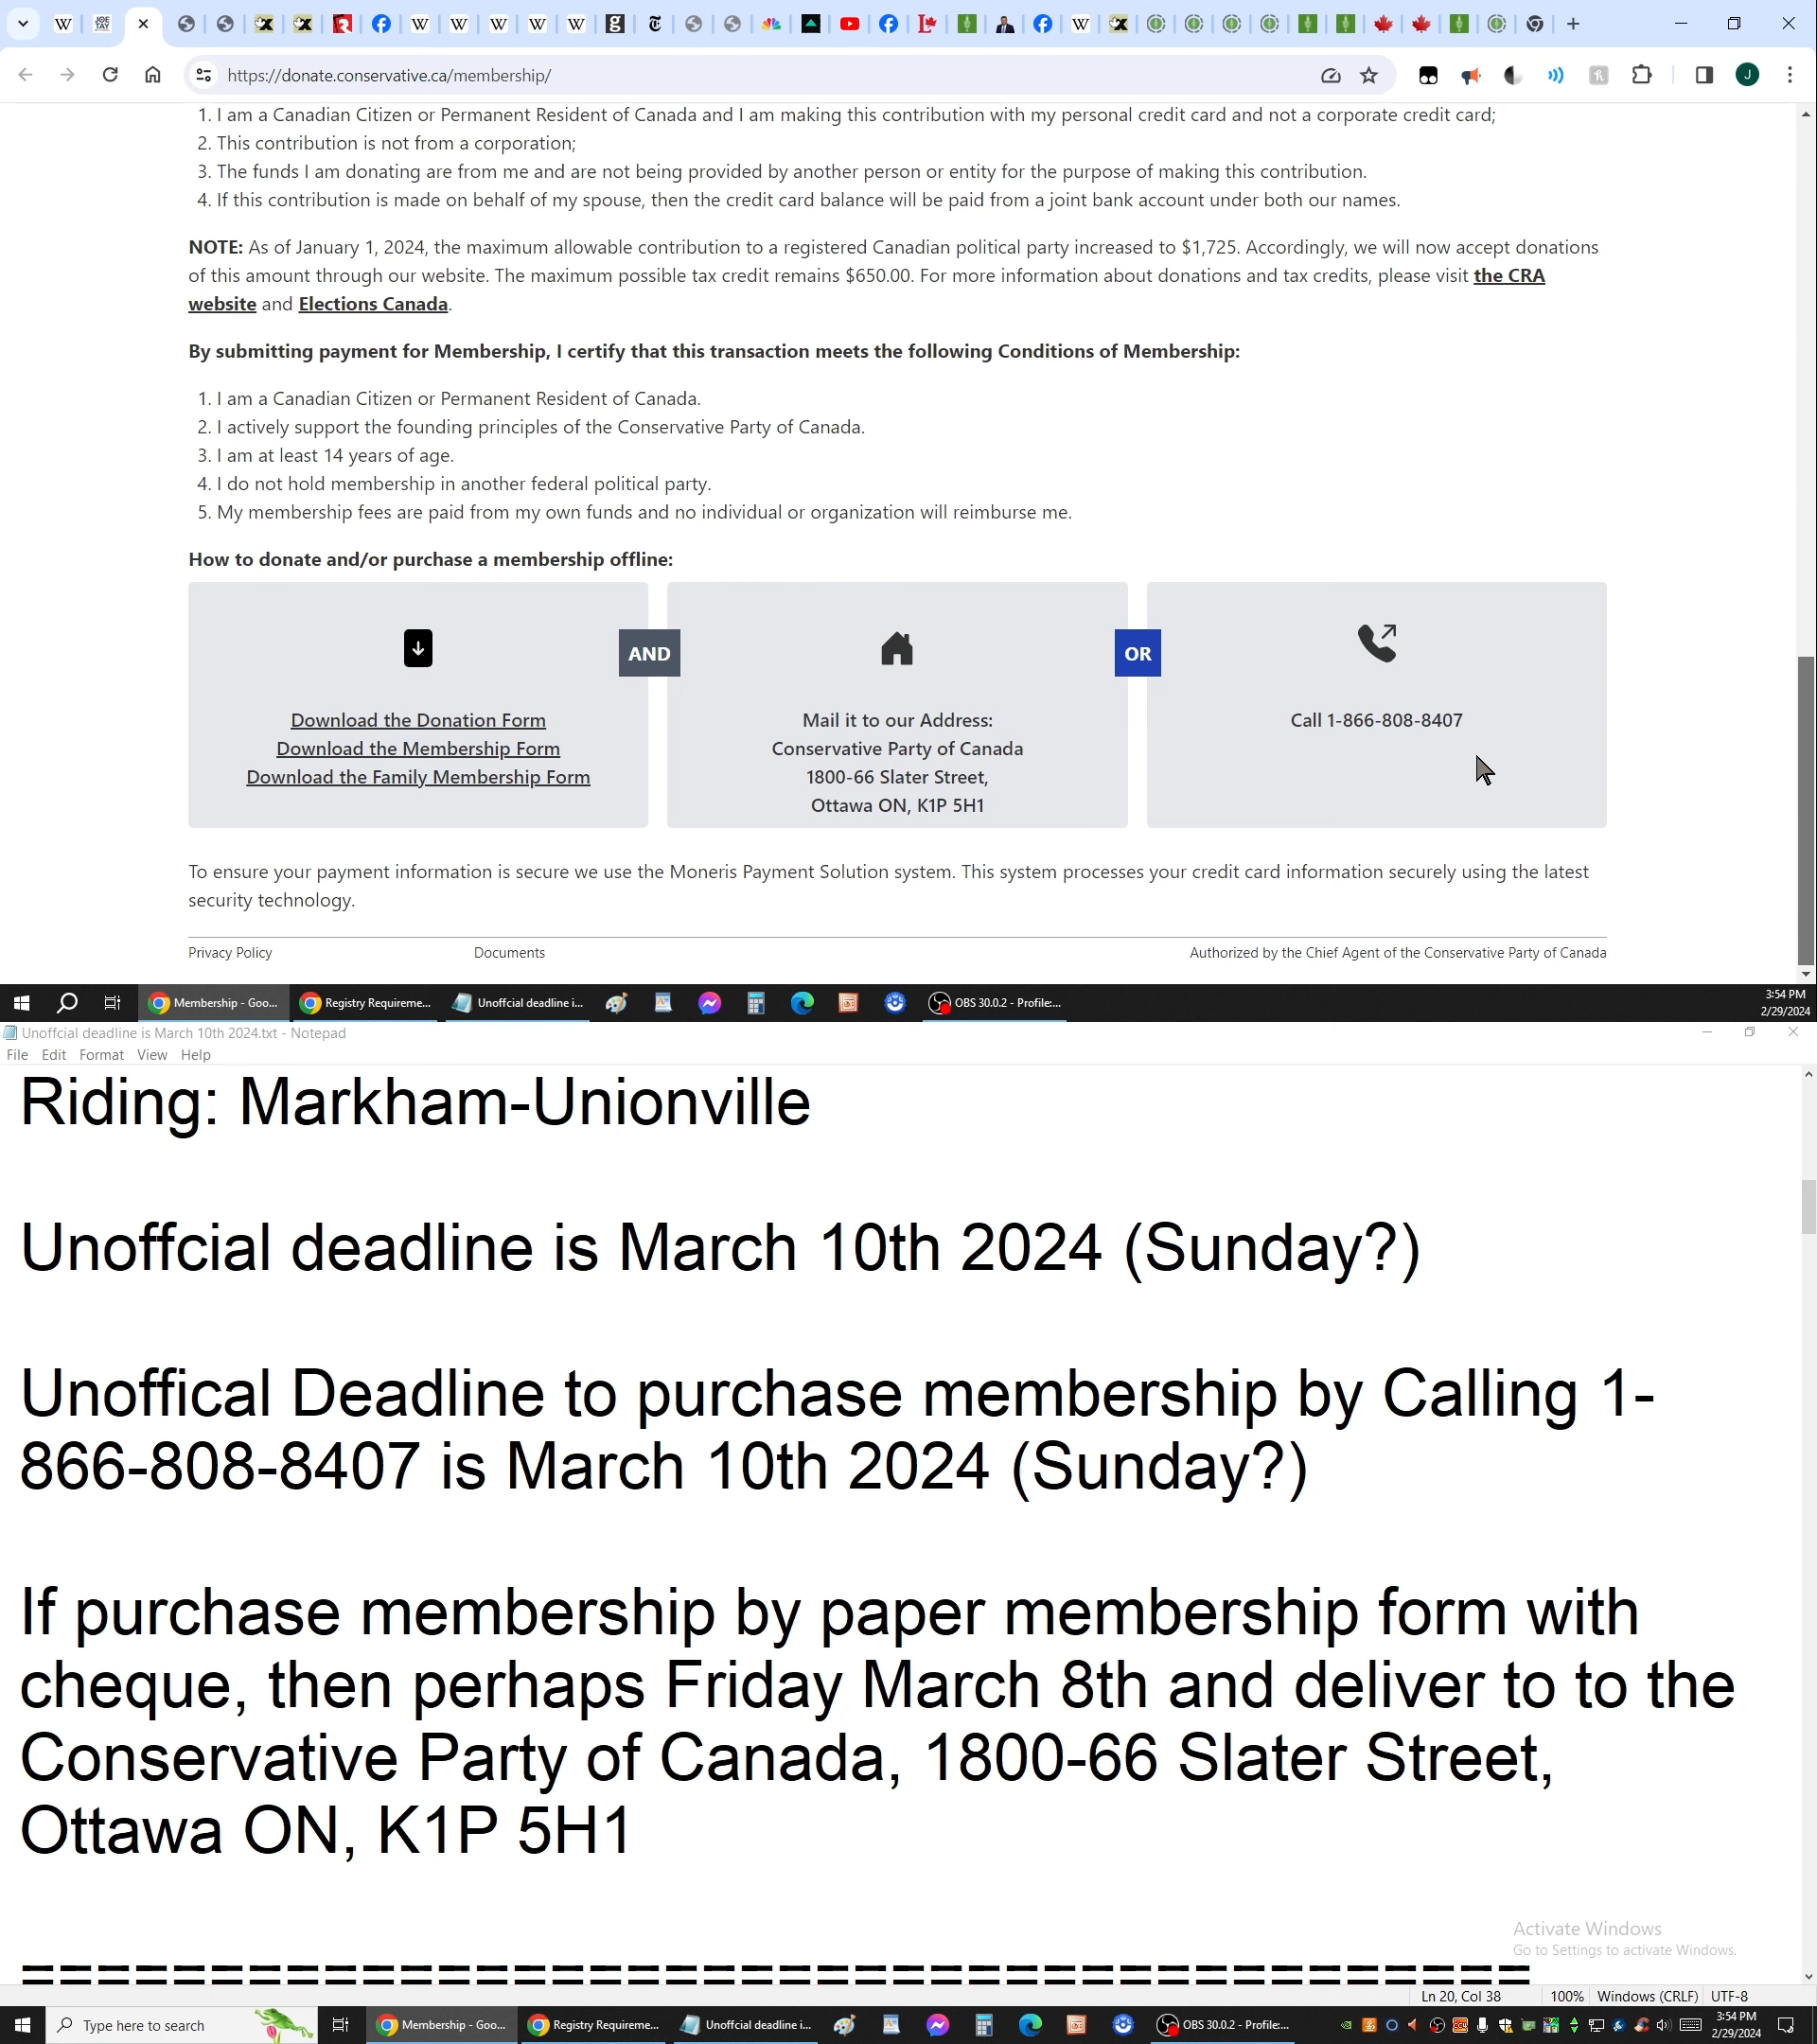 https://donate.conservative.ca/membership/
J
1. I am a Canadian Citizen or Permanent Resident of Canada and I am making this contribution with my personal credit card and not a corporate credit card;
2. This contribution is not from a corporation;
3. The funds I am donating are from me and are not being provided by another person or entity for the purpose of making this contribution.
4. If this contribution is made on behalf of my spouse, then the credit card balance will be paid from a joint bank account under both our names.
NOTE: As of January 1, 2024, the maximum allowable contribution to a registered Canadian political party increased to $1,725. Accordingly, we will now accept donations
of this amount through our website. The maximum possible tax credit remains $650.00. For more information about donations and tax credits, please visit the CRA
website and Elections Canada.
By submitting payment for Membership, I certify that this transaction meets the following Conditions of Membership:
1. I am a Canadian Citizen or Permanent Resident of Canada.
2. I actively support the founding principles of the Conservative Party of Canada.
3. I am at least 14 years of age.
4. I do not hold membership in another federal political party.
5. My membership fees are paid from my own funds and no individual or organization will reimburse me.
How to donate and/or purchase a membership offline:
Download the Donation Form
Download the Membership Form
Download the Family Membership Form
AND
Mail it to our Address:
Conservative Party of Canada
1800-66 Slater Street,
Ottawa ON, K1P 5H1
OR
Call 1-866-808-8407
To ensure your payment information is secure we use the Moneris Payment Solution system. This system processes your credit card information securely using the latest
security technology.
Privacy Policy Documents Authorized by the Chief Agent of the Conservative Party of Canada
Membership - Goo... Registry Requireme... Unoffcial deadline i... OBS 30.0.2 - Profile:... 3:54 PM
2/29/2024
Unoffcial deadline is March 10th 2024.txt - Notepad
File Edit Format View Help
Riding: Markham-Unionville
Unoffcial deadline is March 10th 2024 (Sunday?)
Unoffical Deadline to purchase membership by Calling 1-
866-808-8407 is March 10th 2024 (Sunday?)
If purchase membership by paper membership form with
cheque, then perhaps Friday March 8th and deliver to to the
Conservative Party of Canada, 1800-66 Slater Street,
Ottawa ON, K1P 5H1
Activate Windows
Go to Settings to activate Windows.
========================================
Ln 20, Col 38 100% Windows (CRLF) UTF-8
Type here to search Membership - Goo... Registry Requireme... Unoffcial deadline i... OBS 30.0.2 - Profile:... 3:54 PM
2/29/2024